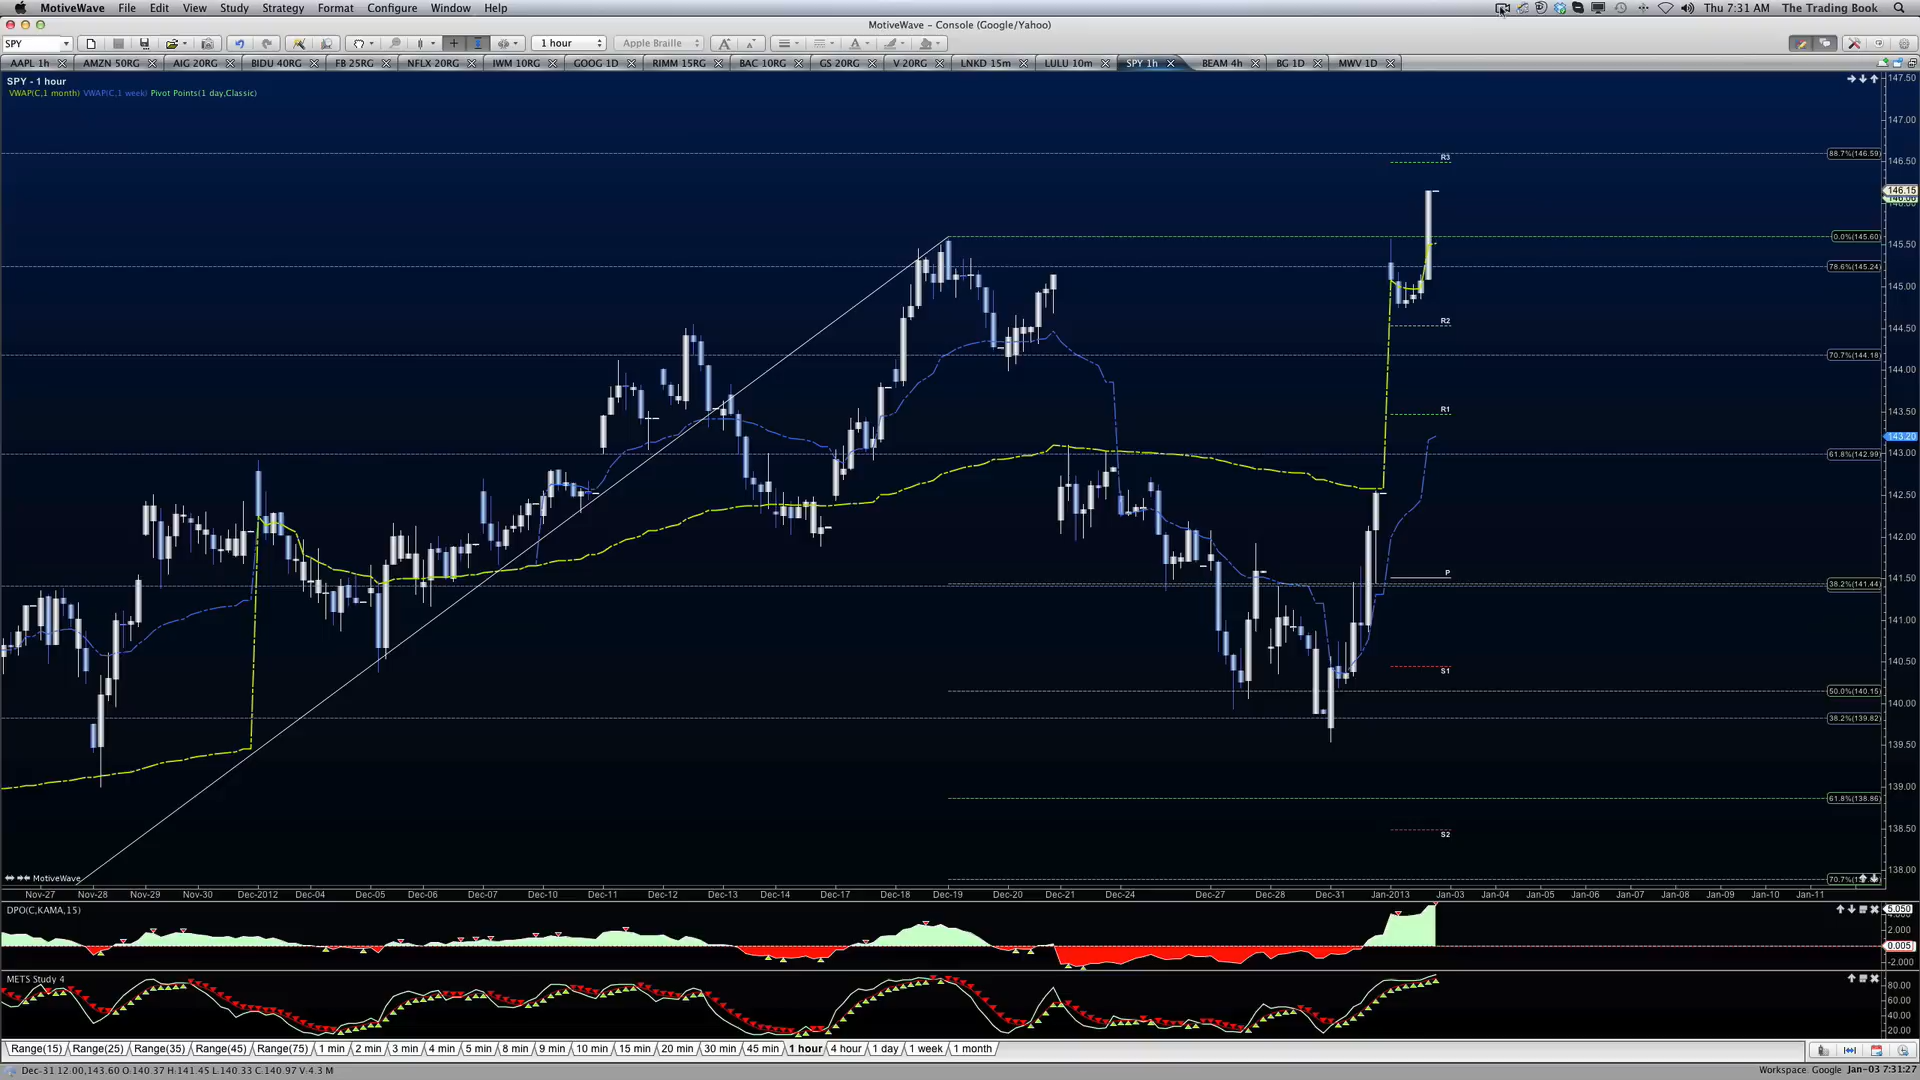 MotiveWave File Edit View Study Strategy Format Configure Window Help Thu 7:31 AM The Trading Book
MotiveWave – Console (Google/Yahoo)
SPY 1 hour Apple Braille
AAPL 1h AMZN 50RG AIG 20RG BIDU 40RG FB 25RG NFLX 20RG IWM 10RG GOOG 1D RIMM 15RG BAC 10RG GS 20RG V 20RG LNKD 15m LULU 10m SPY 1h BEAM 4h BG 1D MWV 1D
SPY - 1 hour
147.50
VWAP(C,1 month) VWAP(C,1 week) Pivot Points(1 day,Classic)
147.00
R3 88.7%(146.59)
146.50
146.15
0.0%(145.60)
145.50
78.6%(145.24)
145.00
R2
144.50
70.7%(144.18)
144.00
R1 143.50
143.20
61.8%(142.99) 143.00
142.50
142.00
P 141.50
38.2%(141.44)
141.00
S1 140.50
50.0%(140.15)
140.00
38.2%(139.82)
139.50
139.00
61.8%(138.86)
138.50
S2
138.00
MotiveWave
Nov-27 Nov-28 Nov-29 Nov-30 Dec-2012 Dec-04 Dec-05 Dec-06 Dec-07 Dec-10 Dec-11 Dec-12 Dec-13 Dec-14 Dec-17 Dec-18 Dec-19 Dec-20 Dec-21 Dec-24 Dec-27 Dec-28 Dec-31 Jan-2013 Jan-03 Jan-04 Jan-05 Jan-06 Jan-07 Jan-08 Jan-09 Jan-10 Jan-11
DPO(C,KAMA,15) 5.050
2.000
0.005
-2.000
METS Study 4
80.00
60.00
40.00
20.00
Range(15) Range(25) Range(35) Range(45) Range(75) 1 min 2 min 3 min 4 min 5 min 8 min 9 min 10 min 15 min 20 min 30 min 45 min 1 hour 4 hour 1 day 1 week 1 month
Dec-31 12:00,143.60 O:140.37 H:141.45 L:140.33 C:140.97 V:4.3 M Workspace: Google Jan-03 7:31:27